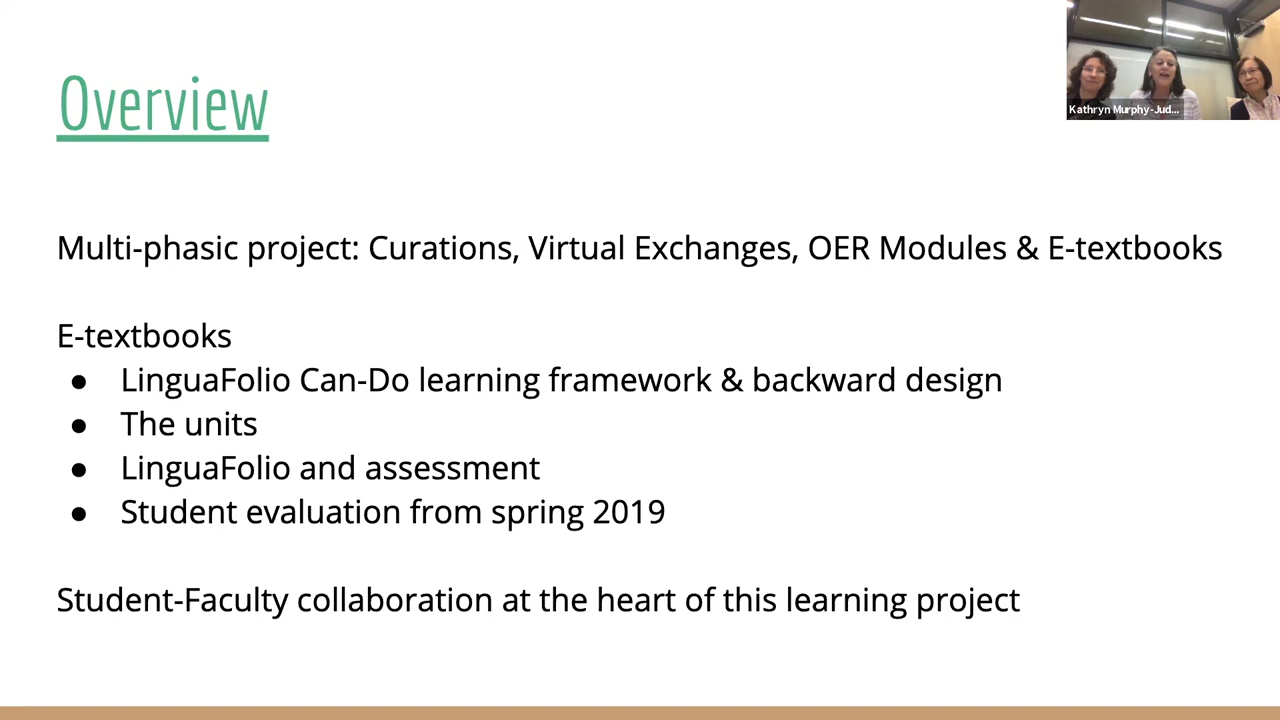 Overview
Kathryn Murphy-Jud...
Multi-phasic project: Curations, Virtual Exchanges, OER Modules & E-textbooks
E-textbooks
● LinguaFolio Can-Do learning framework & backward design
● The units
● LinguaFolio and assessment
● Student evaluation from spring 2019
Student-Faculty collaboration at the heart of this learning project